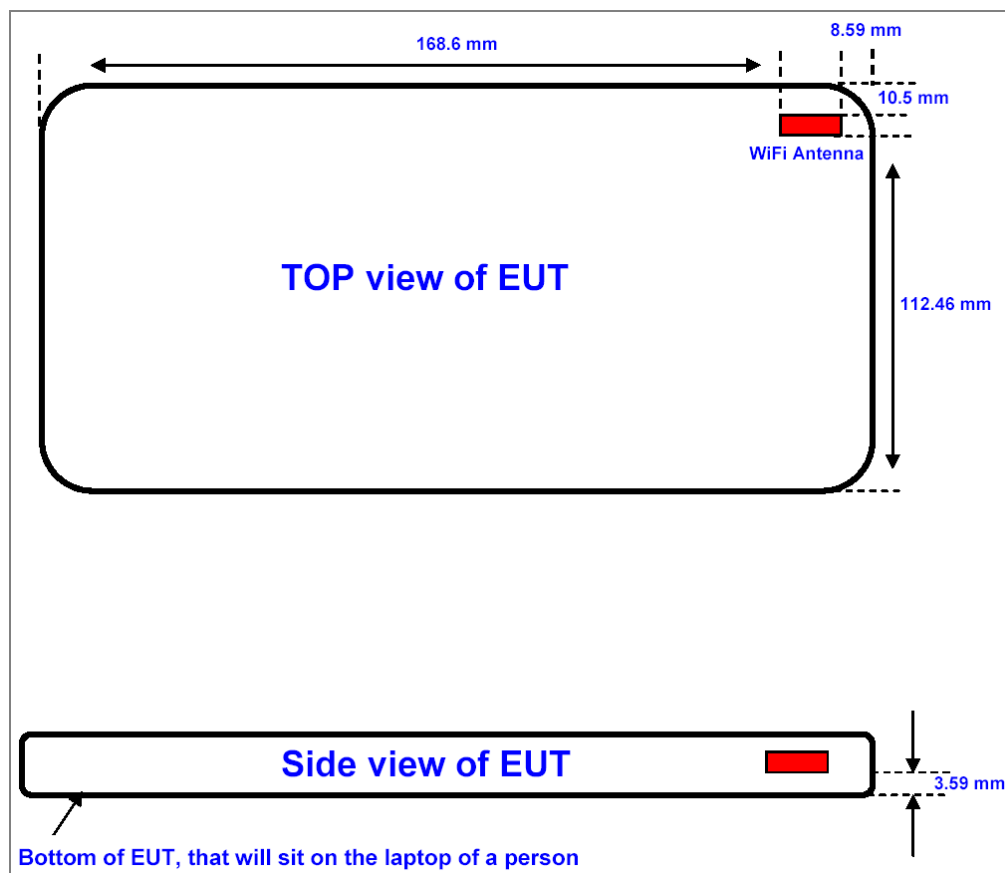 8.59 mm
168.6 mm
10.5 mm
WiFi Antenna
TOP view of EUT
112.46 mm
Side view of EUT
3.59 mm
Bottom of EUT, that will sit on the laptop of a person